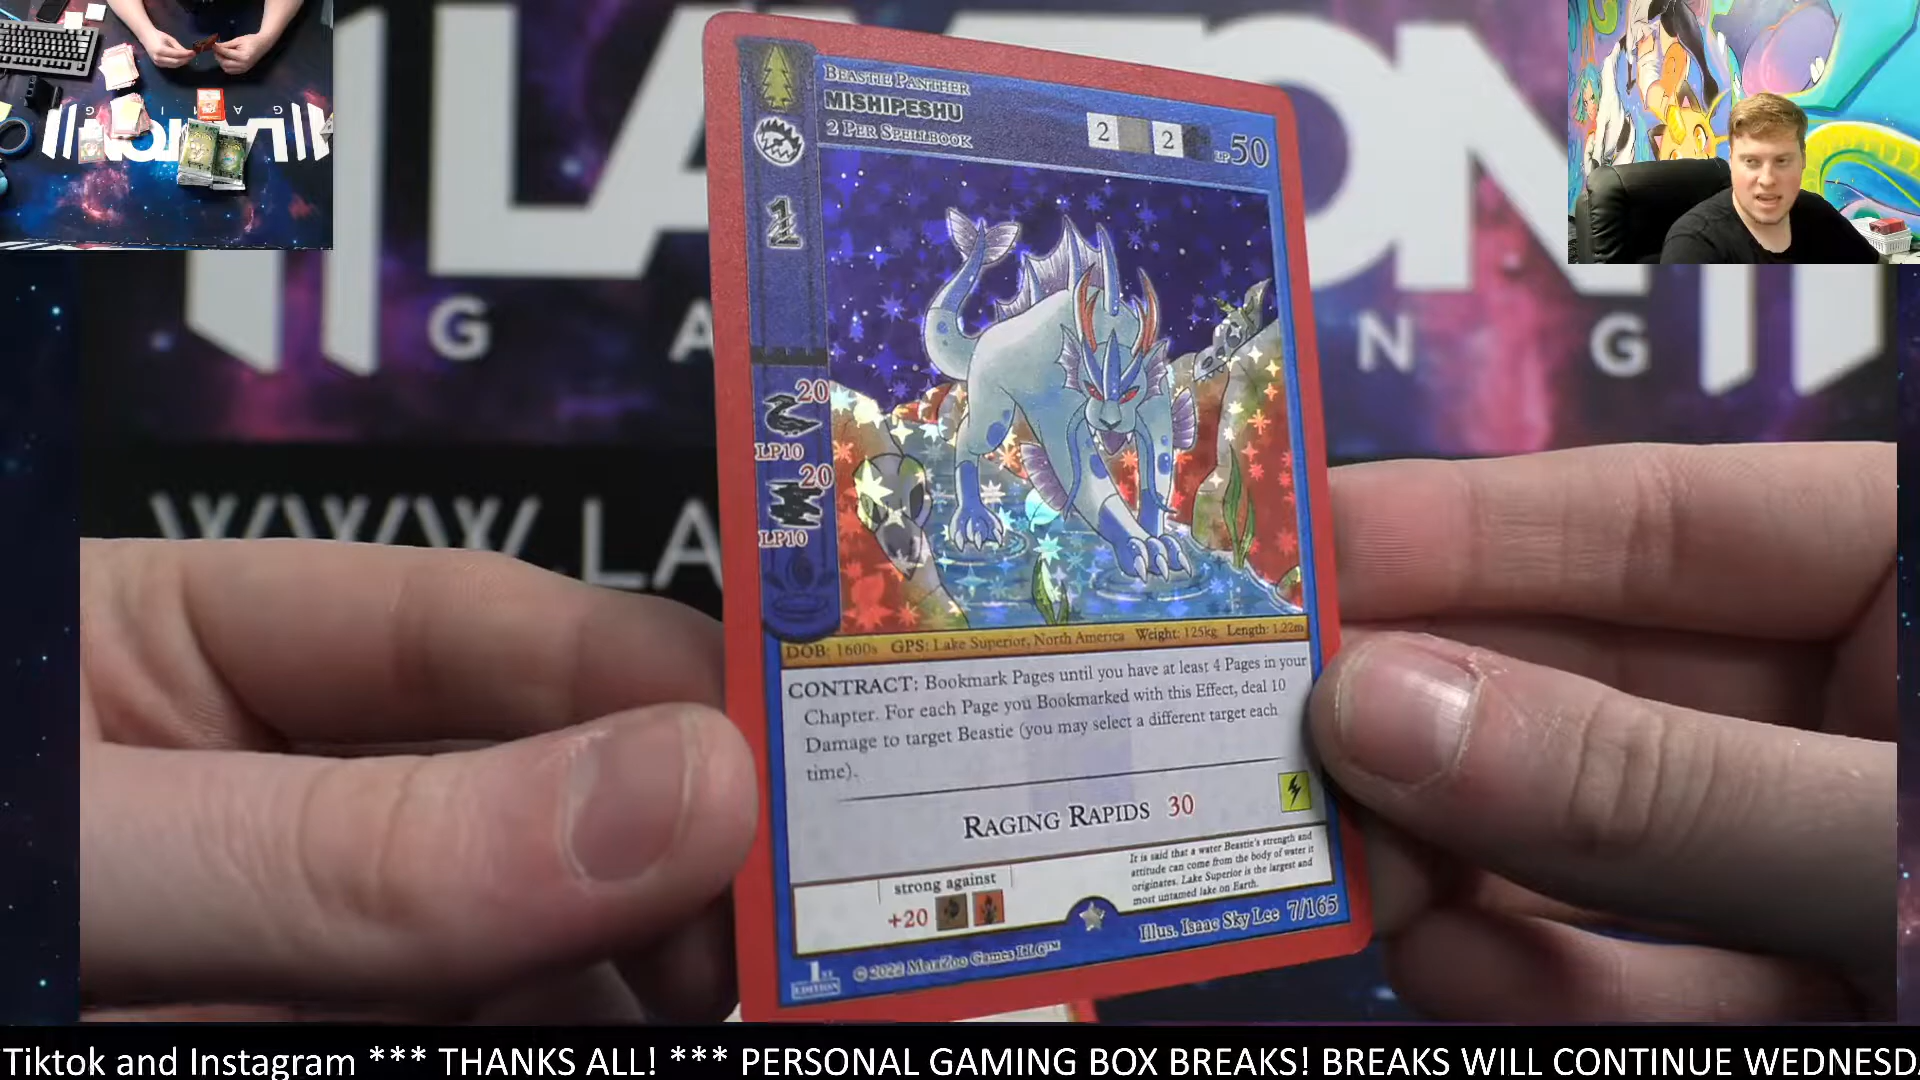 BEASTIE PANTHER
MISHIPESHU
2 PER SPELLBOOK
2 2 LP50
1
20
LP10
20
LP10
DOB: 1600s GPS: Lake Superior, North America Weight: 125kg Length: 1.22m
CONTRACT: Bookmark Pages until you have at least 4 Pages in your
Chapter. For each Page you Bookmarked with this Effect, deal 10
Damage to target Beastie (you may select a different target each
time).
RAGING RAPIDS 30
strong against
+20
It is said that a water Beastie's strength and
attitude can come from the body of water it
originates. Lake Superior is the largest and
most untamed lake on Earth.
Illus. Isaac Sky Lee 7/165
1ST EDITION
© 2022 MetaZoo Games LLC™
G A N G
WWW.LA
Tiktok and Instagram *** THANKS ALL! *** PERSONAL GAMING BOX BREAKS! BREAKS WILL CONTINUE WEDNESDA